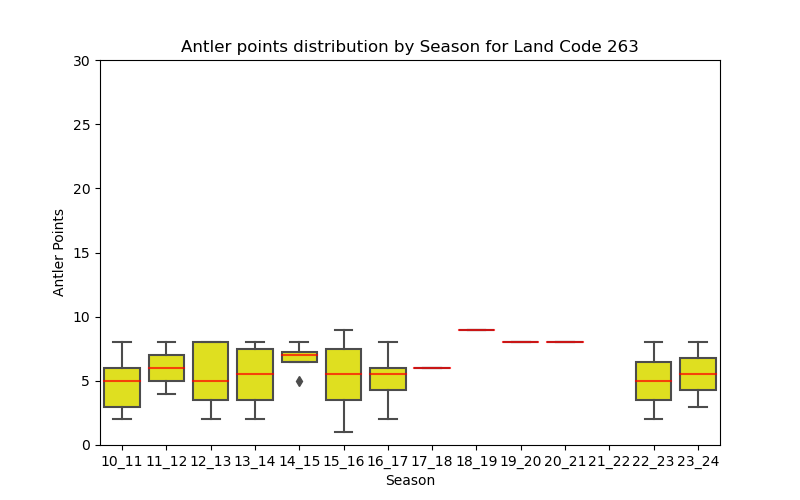 Antler points distribution by Season for Land Code 263
30
25
20
15
10
5
0
Antler Points
10_11 11_12 12_13 13_14 14_15 15_16 16_17 17_18 18_19 19_20 20_21 21_22 22_23 23_24
Season